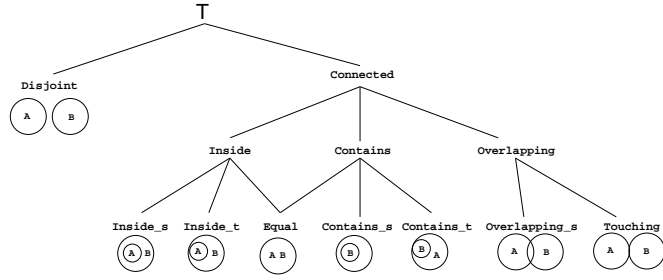 T
Disjoint
Connected
A B
Inside Contains Overlapping
Inside_s Inside_t Equal Contains_s Contains_t Overlapping_s Touching
A B A B A B B B A A B A B